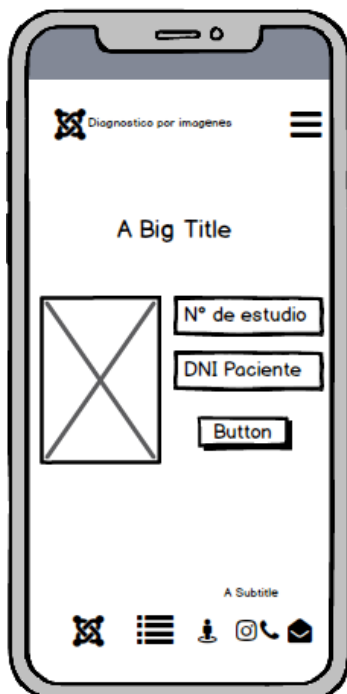 Diagnostico por imagenes
A Big Title
N° de estudio
DNI Paciente
Button
A Subtitle